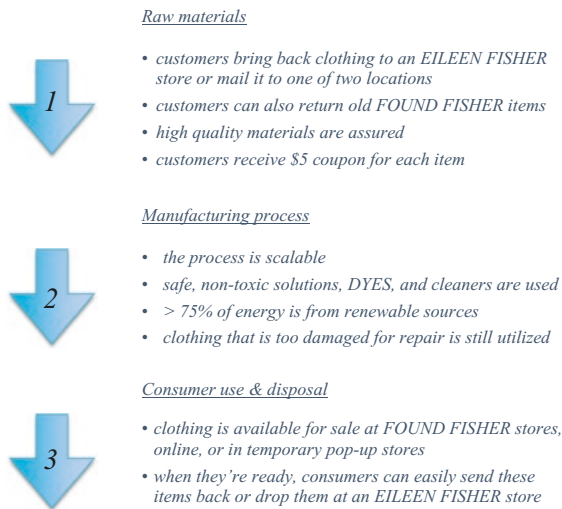 Raw materials
• customers bring back clothing to an EILEEN FISHER
store or mail it to one of two locations
• customers can also return old FOUND FISHER items
• high quality materials are assured
• customers receive $5 coupon for each item
1
Manufacturing process
• the process is scalable
• safe, non-toxic solutions, DYES, and cleaners are used
• > 75% of energy is from renewable sources
• clothing that is too damaged for repair is still utilized
2
Consumer use & disposal
• clothing is available for sale at FOUND FISHER stores,
online, or in temporary pop-up stores
• when they’re ready, consumers can easily send these
items back or drop them at an EILEEN FISHER store
3